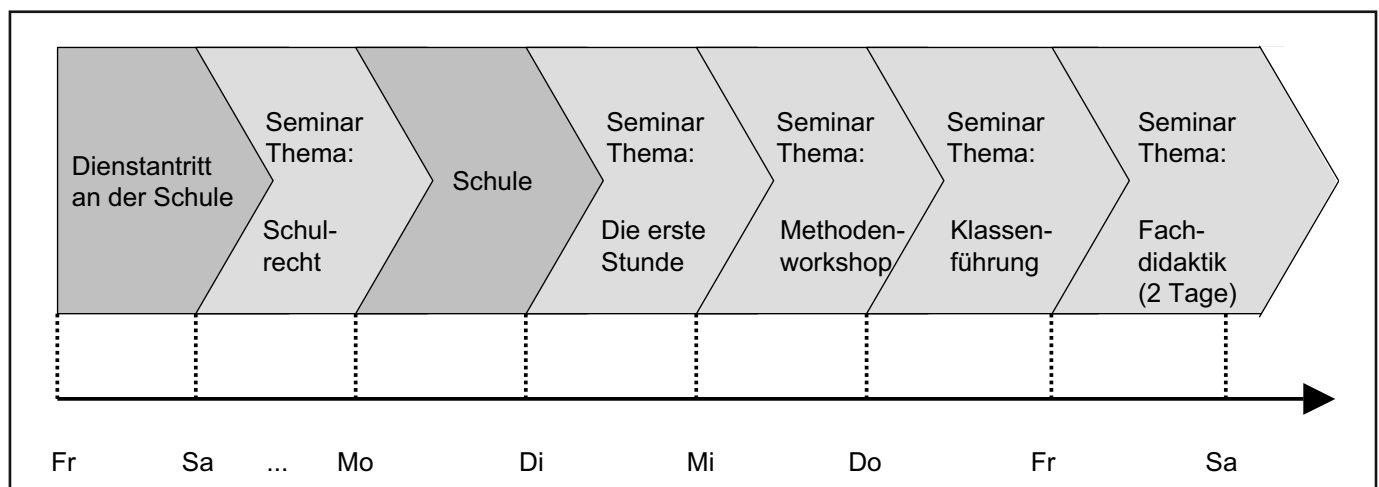 Dienstantritt
an der Schule
Seminar
Thema:
Schul-
recht
Schule
Seminar
Thema:
Die erste
Stunde
Seminar
Thema:
Methoden-
workshop
Seminar
Thema:
Klassen-
führung
Seminar
Thema:
Fach-
didaktik
(2 Tage)
Fr Sa ... Mo Di Mi Do Fr Sa